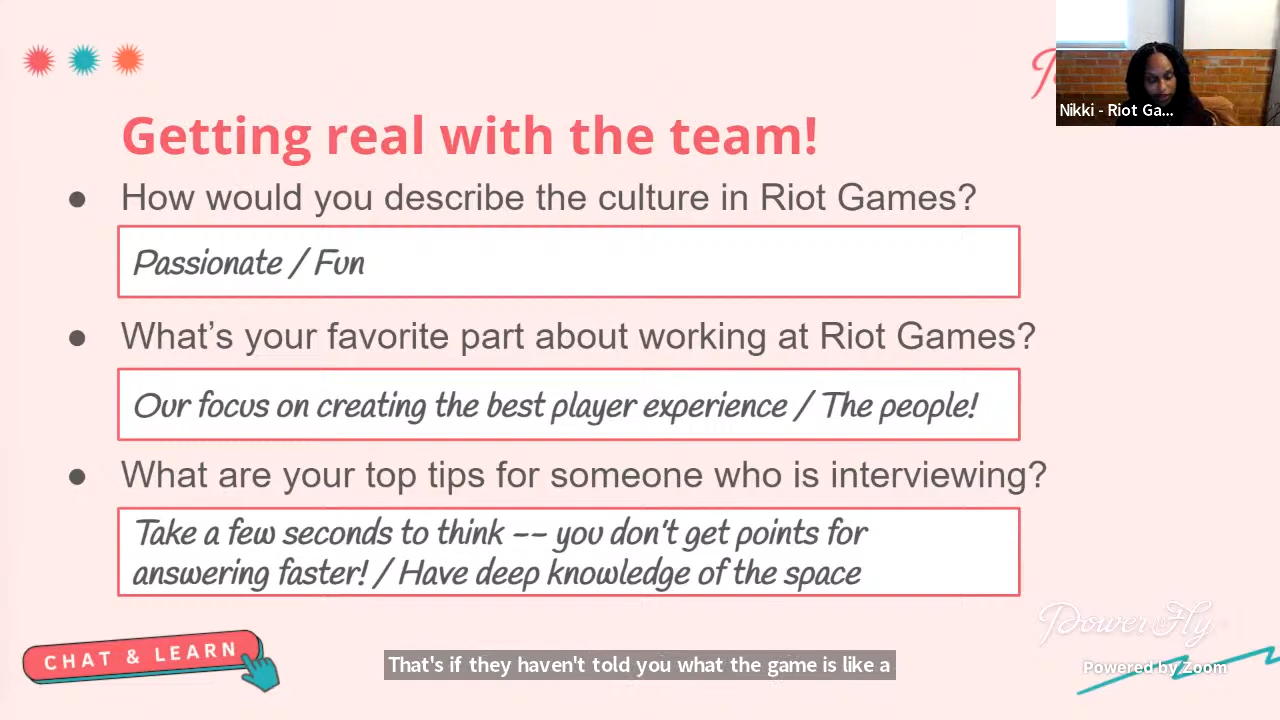 Nikki - Riot Ga...
Getting real with the team!
● How would you describe the culture in Riot Games?
Passionate / Fun
● What's your favorite part about working at Riot Games?
Our focus on creating the best player experience / The people!
● What are your top tips for someone who is interviewing?
Take a few seconds to think -- you don't get points for
answering faster! / Have deep knowledge of the space
CHAT & LEARN
That's if they haven't told you what the game is like a
PowerToFly
Powered by Zoom